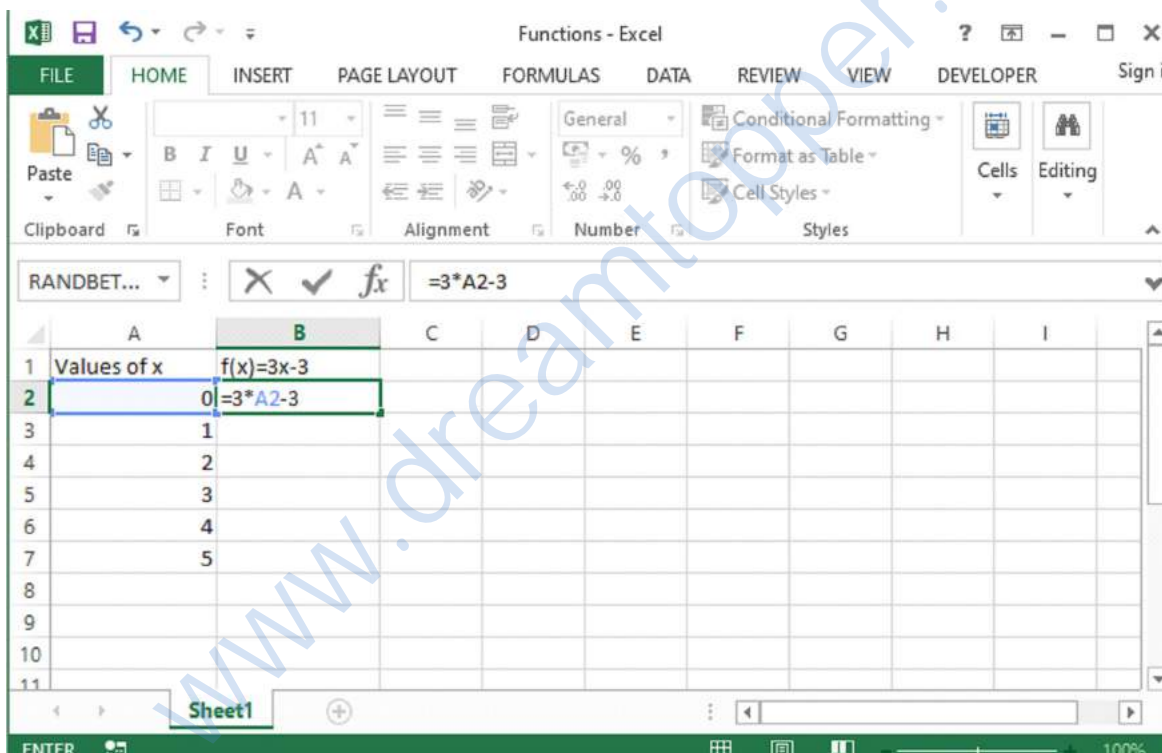 Functions - Excel
?
FILE HOME INSERT PAGE LAYOUT FORMULAS DATA REVIEW VIEW DEVELOPER Sign i
Paste
B I U A A A
11
General
% ,
Conditional Formatting
Format as Table
Cell Styles
Cells
Editing
Clipboard Font Alignment Number Styles
RANDBET... fx =3*A2-3
A B C D E F G H I
1 Values of x f(x)=3x-3
2 0 =3*A2-3
3 1
4 2
5 3
6 4
7 5
8
9
10
11
Sheet1
ENTER 100%
www.dreamtopper.